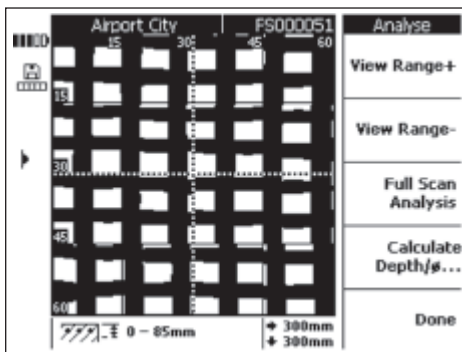 Airport City FS000051 Analyse
15 30 45 60
View Range+
15
View Range-
30
Full Scan
Analysis
45
Calculate
Depth/ø...
60
Done
0 - 85mm
300mm
300mm